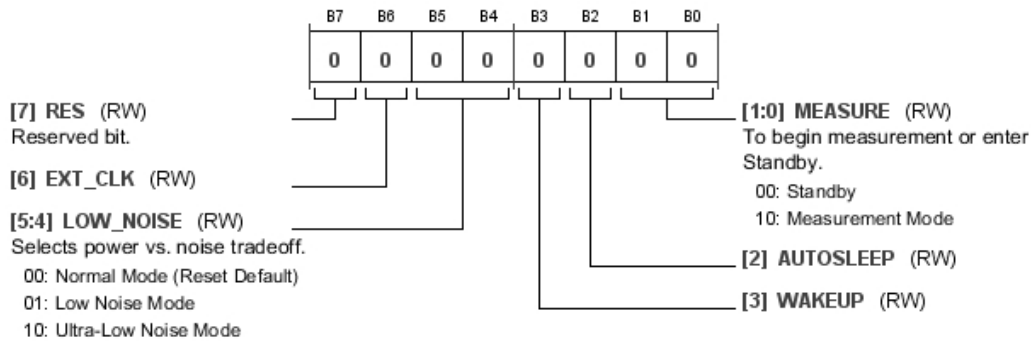 B7 B6 B5 B4 B3 B2 B1 B0
0 0 0 0 0 0 0 0
[7] RES (RW)
Reserved bit.
[6] EXT_CLK (RW)
[5:4] LOW_NOISE (RW)
Selects power vs. noise tradeoff.
00: Normal Mode (Reset Default)
01: Low Noise Mode
10: Ultra-Low Noise Mode
[1:0] MEASURE (RW)
To begin measurement or enter
Standby.
00: Standby
10: Measurement Mode
[2] AUTOSLEEP (RW)
[3] WAKEUP (RW)